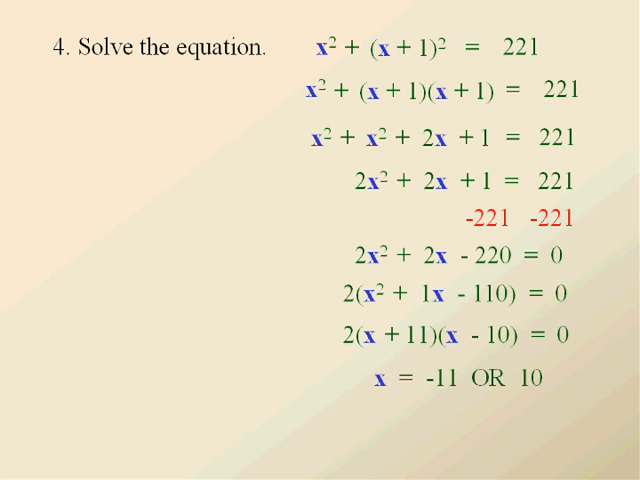 4. Solve the equation. x² + (x + 1)² = 221
x² + (x + 1)(x + 1) = 221
x² + x² + 2x + 1 = 221
2x² + 2x + 1 = 221
-221 -221
2x² + 2x - 220 = 0
2(x² + 1x - 110) = 0
2(x + 11)(x - 10) = 0
x = -11 OR 10